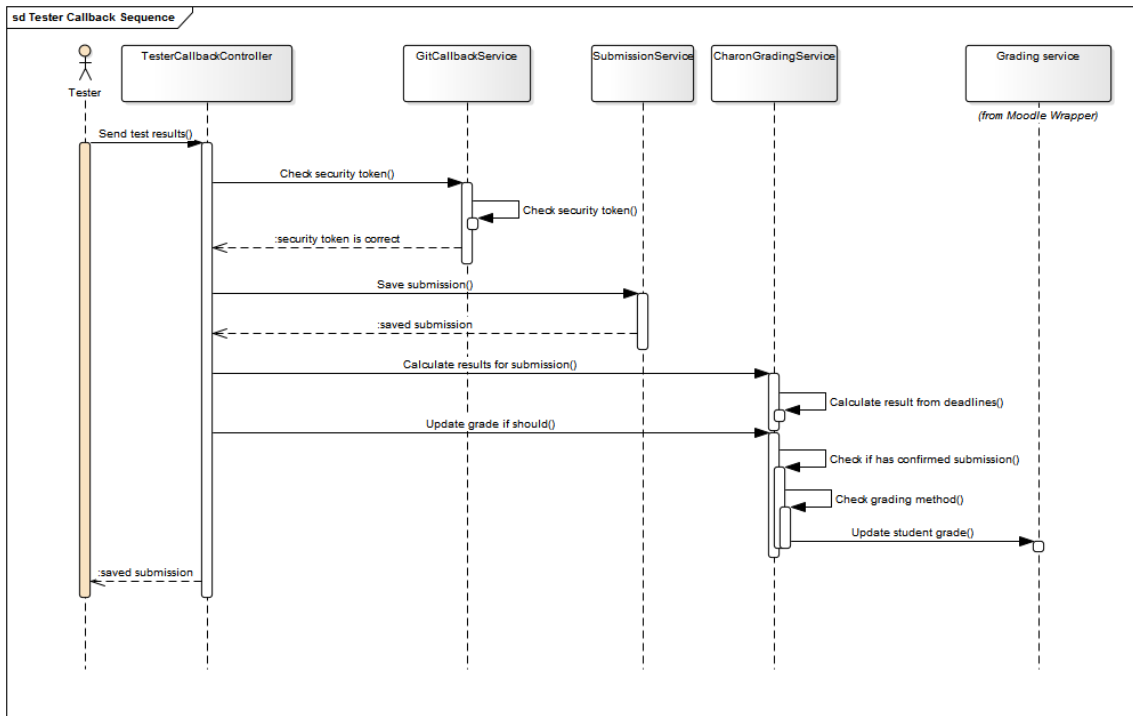 sd Tester Callback Sequence
Tester
TesterCallbackController
GitCallbackService
SubmissionService
CharonGradingService
Grading service
(from Moodle Wrapper)
Send test results()
Check security token()
Check security token()
:security token is correct
Save submission()
:saved submission
Calculate results for submission()
Calculate result from deadlines()
Update grade if should()
Check if has confirmed submission()
Check grading method()
Update student grade()
:saved submission